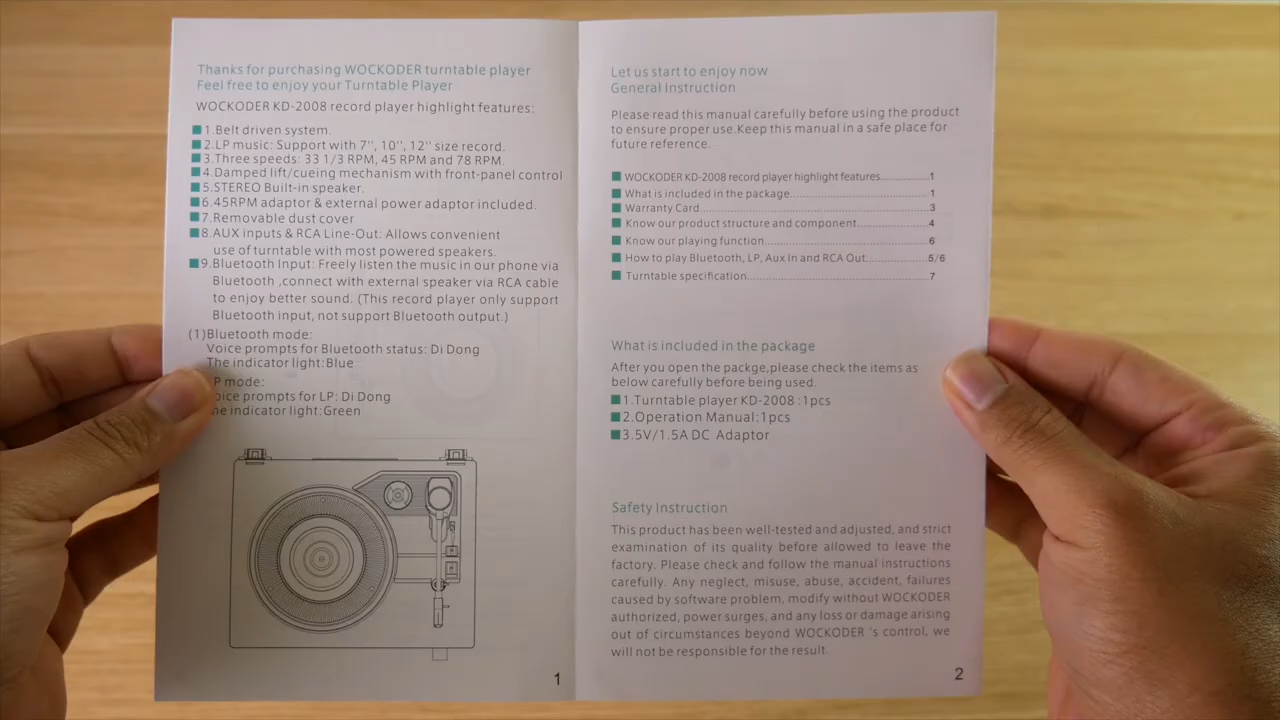 Thanks for purchasing WOCKODER turntable player
Feel free to enjoy your Turntable Player
WOCKODER KD-2008 record player highlight features:
1.Belt driven system.
2.LP music: Support with 7'', 10'', 12'' size record.
3.Three speeds: 33 1/3 RPM, 45 RPM and 78 RPM.
4.Damped lift/cueing mechanism with front-panel control
5.STEREO Built-in speaker.
6.45RPM adaptor & external power adaptor included.
7.Removable dust cover
8.AUX inputs & RCA Line-Out: Allows convenient
use of turntable with most powered speakers.
9.Bluetooth Input: Freely listen the music in our phone via
Bluetooth ,connect with external speaker via RCA cable
to enjoy better sound. (This record player only support
Bluetooth input, not support Bluetooth output.)
(1)Bluetooth mode:
Voice prompts for Bluetooth status: Di Dong
The indicator light:Blue
P mode:
oice prompts for LP: Di Dong
he indicator light:Green
1
Let us start to enjoy now
General Instruction
Please read this manual carefully before using the product
to ensure proper use.Keep this manual in a safe place for
future reference.
WOCKODER KD-2008 record player highlight features...............1
What is included in the package..........................................1
Warranty Card....................................................................3
Know our product structure and component.....................4
Know our playing function.................................................6
How to play Bluetooth, LP, Aux In and RCA Out..................5/6
Turntable specification......................................................7
What is included in the package
After you open the packge,please check the items as
below carefully before being used.
1.Turntable player KD-2008 :1pcs
2.Operation Manual:1pcs
3.5V/1.5A DC Adaptor
Safety Instruction
This product has been well-tested and adjusted, and strict
examination of its quality before allowed to leave the
factory. Please check and follow the manual instructions
carefully. Any neglect, misuse, abuse, accident, failures
caused by software problem, modify without WOCKODER
authorized, power surges, and any loss or damage arising
out of circumstances beyond WOCKODER 's control, we
will not be responsible for the result.
2